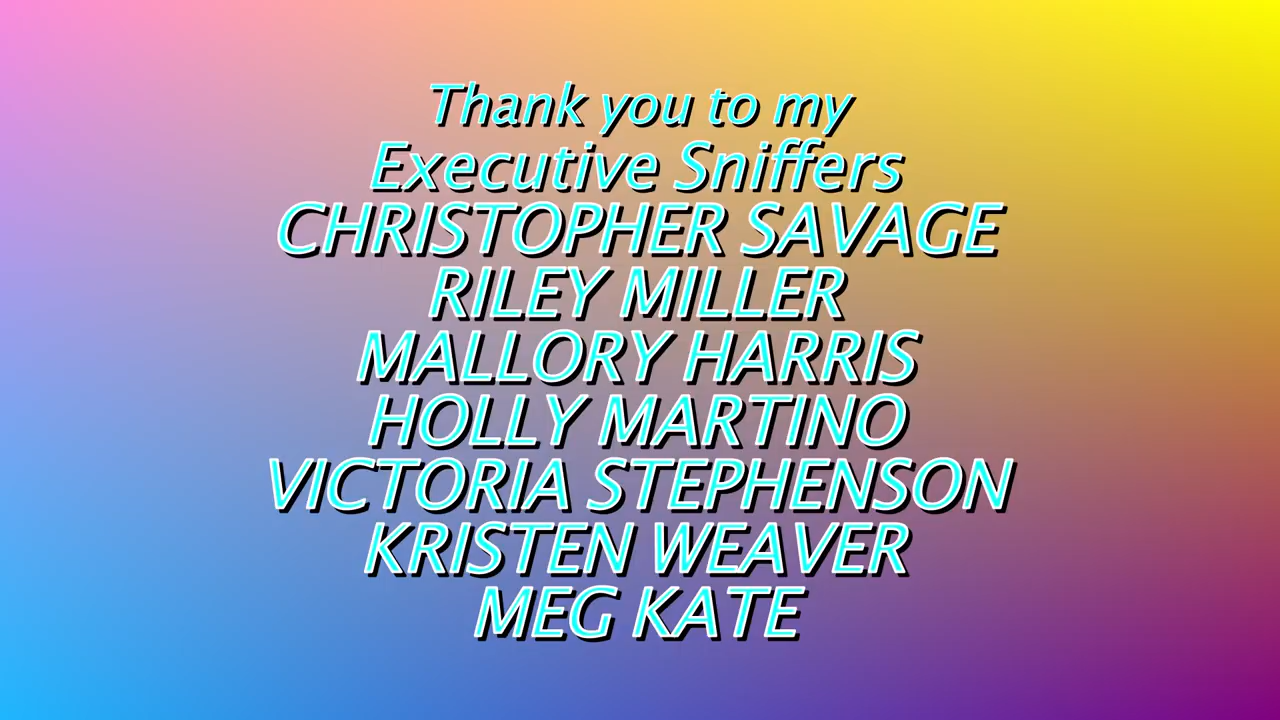 Thank you to my
Executive Sniffers
CHRISTOPHER SAVAGE
RILEY MILLER
MALLORY HARRIS
HOLLY MARTINO
VICTORIA STEPHENSON
KRISTEN WEAVER
MEG KATE